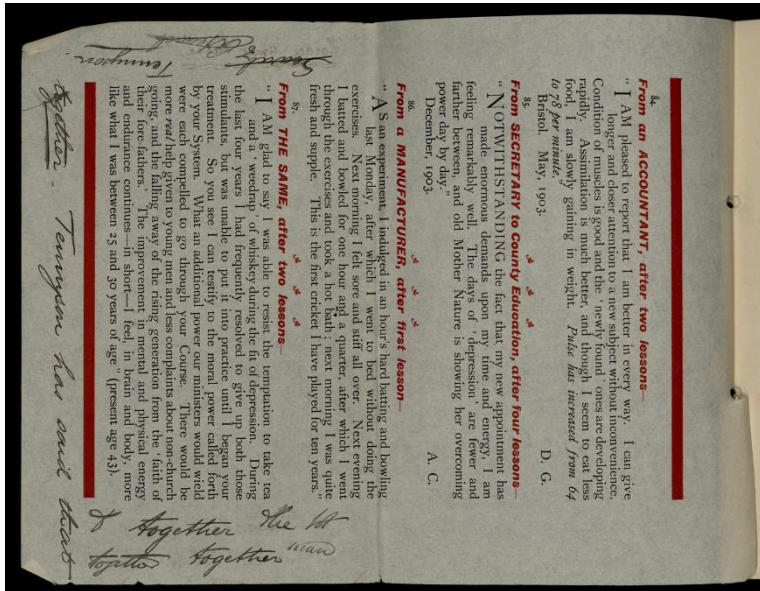 84.
From an ACCOUNTANT, after two lessons—
" I AM pleased to report that I am better in every way. I can give
longer and closer attention to a new subject without inconvenience.
Condition of muscles is good and the ' newly found ' ones are developing
rapidly. Assimilation is much better, and though I seem to eat less
food, I am slowly gaining in weight. Pulse has increased from 64
to 78 per minute."
Bristol. May, 1903. D. G.
85.
From SECRETARY to County Education, after four lessons—
" NOTWITHSTANDING the fact that my new appointment has
made enormous demands upon my time and energy, I am
feeling remarkably well. The days of ' depression ' are fewer and
farther between, and old Mother Nature is showing her overcoming
power day by day."
December, 1903. A. C.
86.
From a MANUFACTURER, after first lesson—
" AS an experiment I indulged in an hour's hard batting and bowling
last Monday, after which I went to bed without doing the
exercises. Next morning I felt sore and stiff all over. Next evening
I batted and bowled for one hour and a quarter, after which I went
through the exercises and took a hot bath ; next morning I was quite
fresh and supple. This is the first cricket I have played for ten years."
87.
From THE SAME, after two lessons—
" I AM glad to say I was able to resist the temptation to take tea
and a ' weedrap ' of whiskey during the fit of depression. During
the last four years I had frequently resolved to give up both those
stimulants, but was unable to put it into practice until I began your
treatment. So you see I can testify to the moral power called forth
by your System. What an additional power our ministers would wield
were each compelled to go through your Course. There would be
more real help given to young men and less complaints about non-church
going, and the falling away of the rising generation from the ' faith of
their fore-fathers.' The improvement in mental and physical energy
and endurance continues—in short—I feel, in brain and body, more
like what I was between 25 and 30 years of age " (present age 43).
together - Tennyson has said that
& together the
together together man
Tennyson